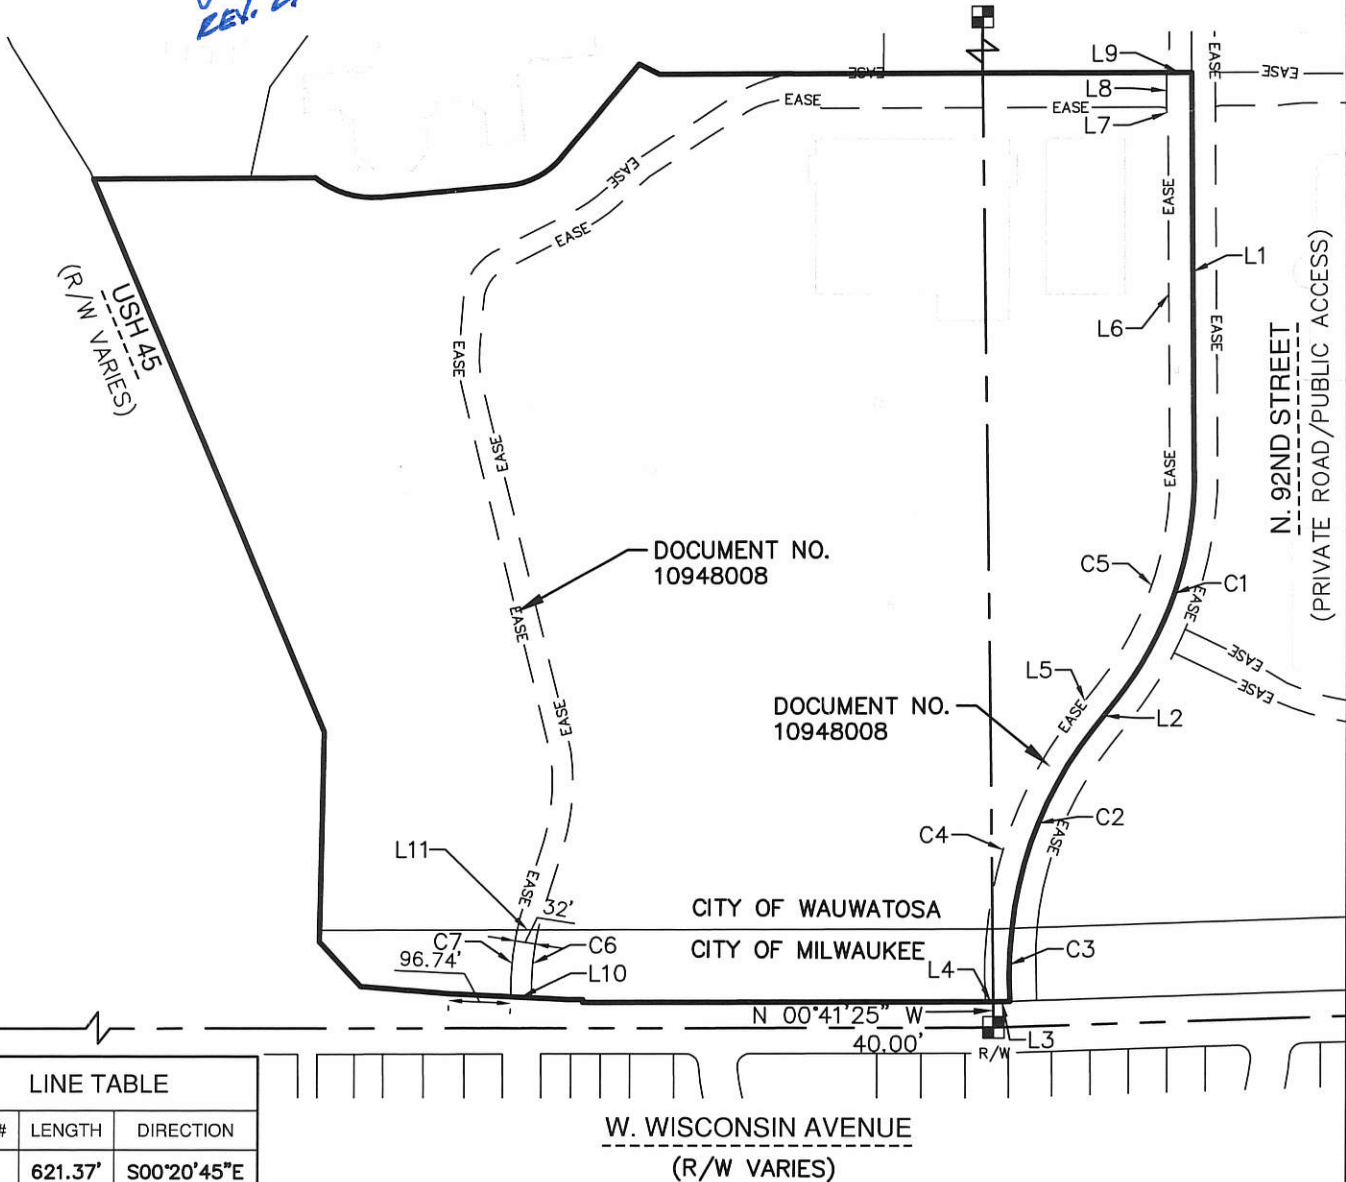 REV.
L9
EASE
EASE
EASE
L8
EASE
EASE
L7
EASE
EASE
EASE
L1
USH 45
(R/W VARIES)
L6
EASE
EASE
N. 92ND STREET
(PRIVATE ROAD/PUBLIC ACCESS)
EASE
EASE
DOCUMENT NO.
10948008
C5
C1
EASE
EASE
EASE
EASE
L5
EASE
DOCUMENT NO.
10948008
EASE
L2
C4
C2
EASE
L11
EASE
32'
CITY OF WAUWATOSA
CITY OF MILWAUKEE
C7
C6
C3
96.74'
L10
L4
N 00°41'25" W
40.00'
R/W
L3
LINE TABLE
# LENGTH DIRECTION
621.37' S00°20'45"E
W. WISCONSIN AVENUE
(R/W VARIES)